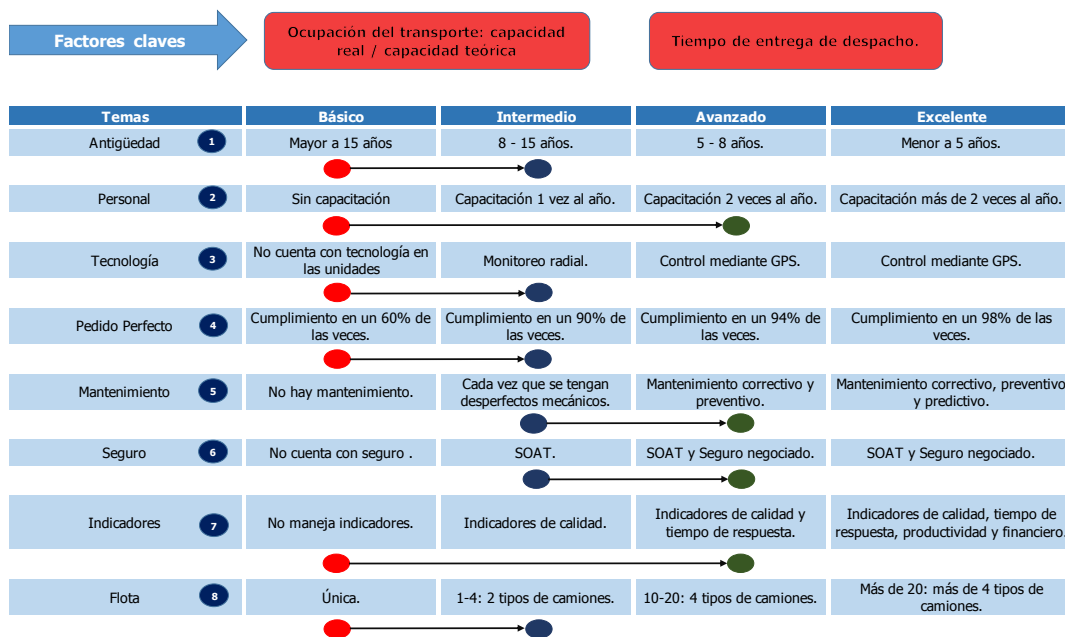 Factores claves
Ocupación del transporte: capacidad
real / capacidad teórica
Tiempo de entrega de despacho.
Temas
Básico
Intermedio
Avanzado
Excelente
Antigüedad
1
Mayor a 15 años
8 - 15 años.
5 - 8 años.
Menor a 5 años.
Personal
2
Sin capacitación
Capacitación 1 vez al año.
Capacitación 2 veces al año.
Capacitación más de 2 veces al año.
Tecnología
3
No cuenta con tecnología en
las unidades
Monitoreo radial.
Control mediante GPS.
Control mediante GPS.
Pedido Perfecto
4
Cumplimiento en un 60% de
las veces.
Cumplimiento en un 90% de
las veces.
Cumplimiento en un 94% de
las veces.
Cumplimiento en un 98% de las
veces.
Mantenimiento
5
No hay mantenimiento.
Cada vez que se tengan
desperfectos mecánicos.
Mantenimiento correctivo y
preventivo.
Mantenimiento correctivo, preventivo
y predictivo.
Seguro
6
No cuenta con seguro .
SOAT.
SOAT y Seguro negociado.
SOAT y Seguro negociado.
Indicadores
7
No maneja indicadores.
Indicadores de calidad.
Indicadores de calidad y
tiempo de respuesta.
Indicadores de calidad, tiempo de
respuesta, productividad y financiero.
Flota
8
Única.
1-4: 2 tipos de camiones.
10-20: 4 tipos de camiones.
Más de 20: más de 4 tipos de
camiones.